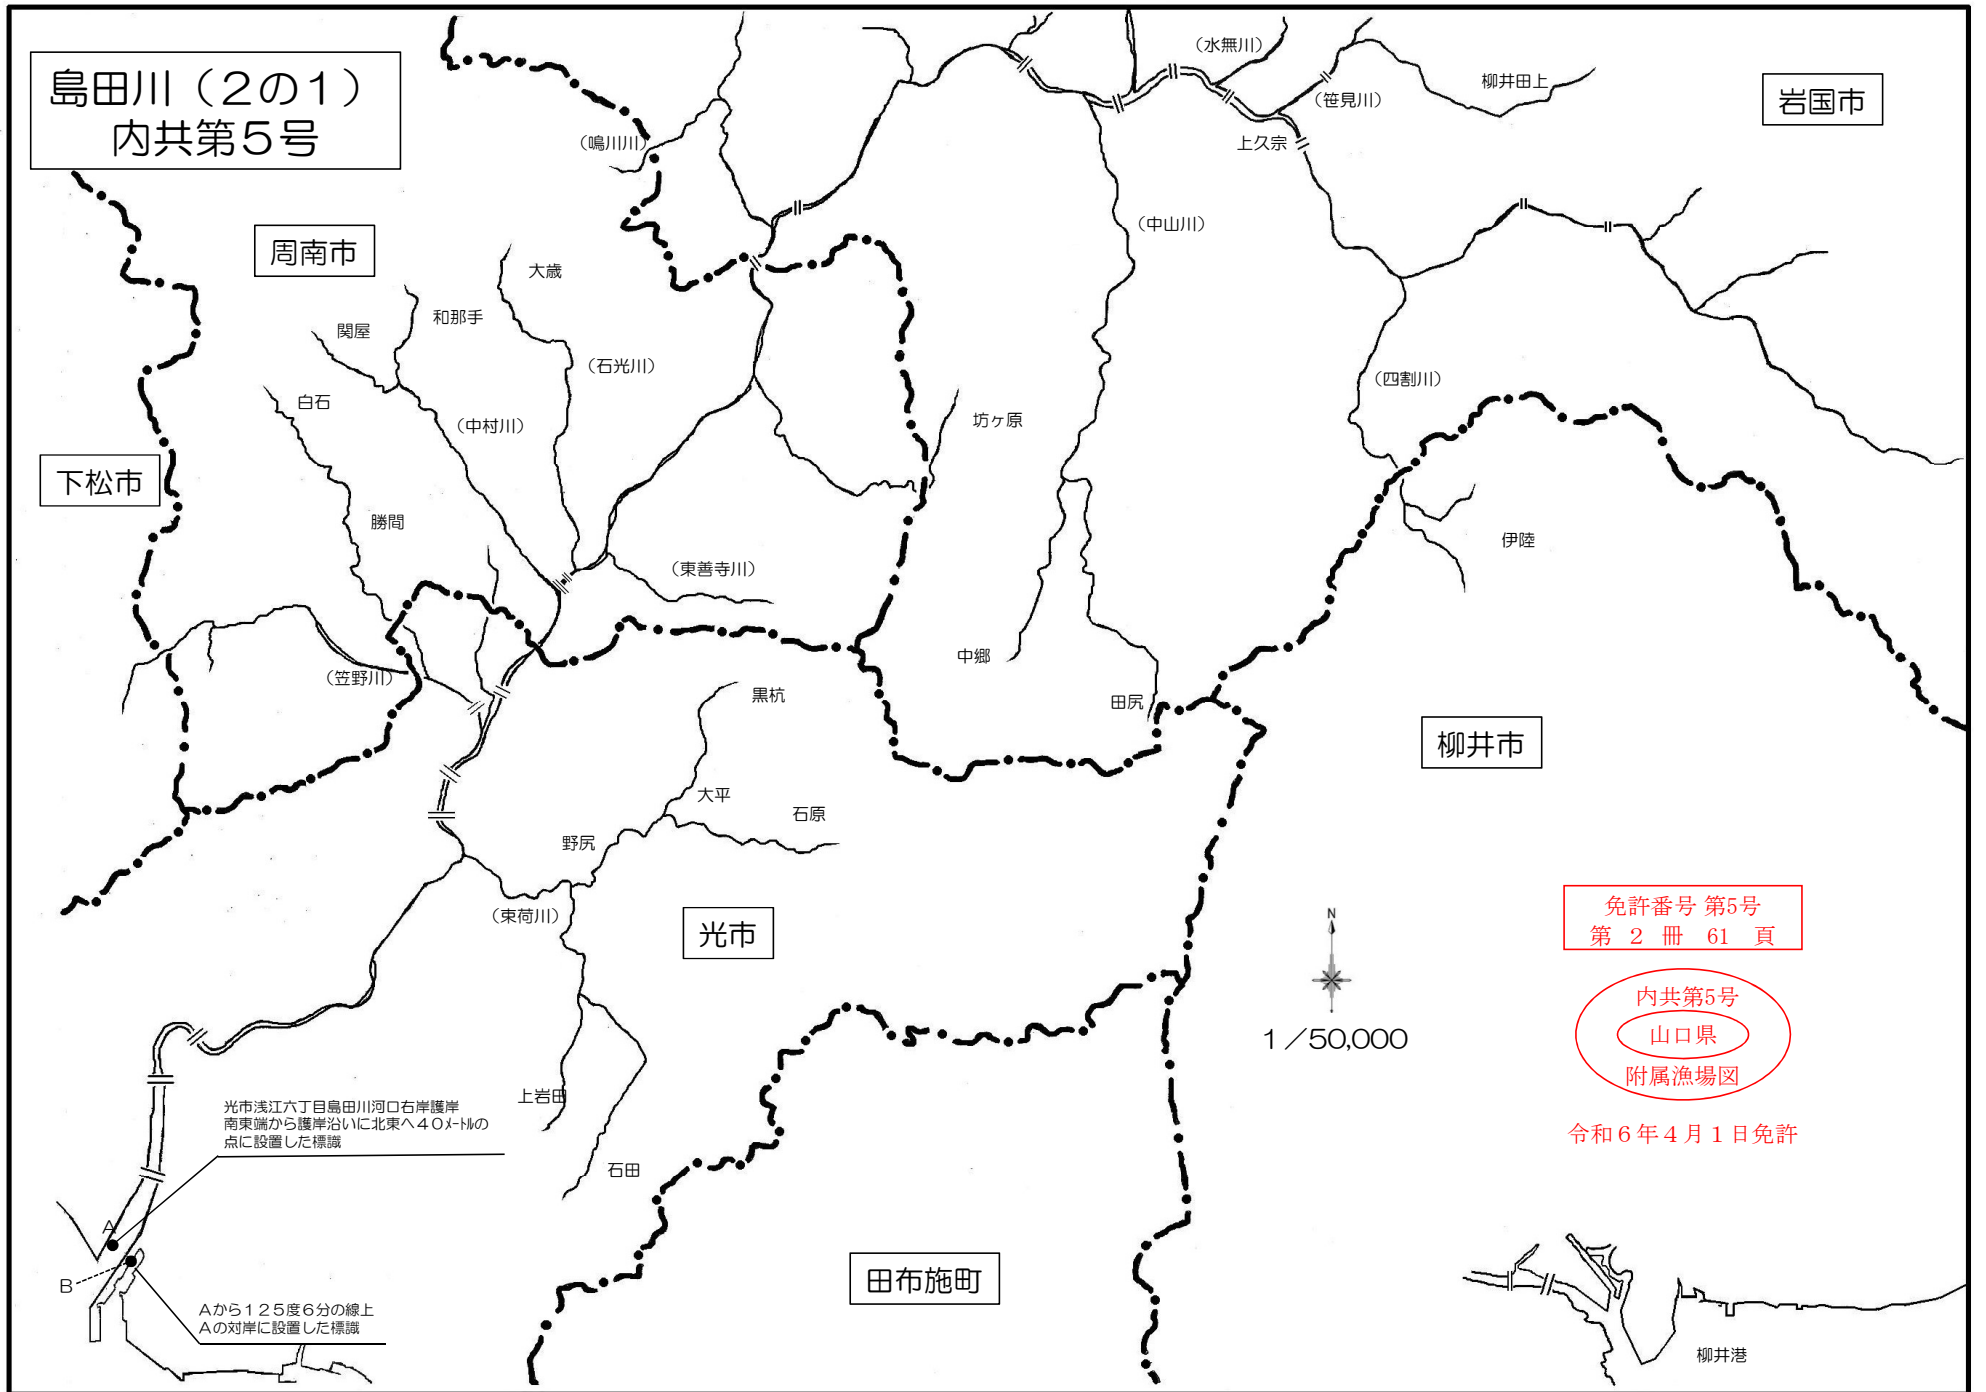 島田川（２の１）
内共第５号
（水無川）
柳井田上
岩国市
（笹見川）
（鳴川川）
上久宗
（中山川）
周南市
大歳
和那手
関屋
（石光川）
（四割川）
白石
（中村川）
坊ヶ原
下松市
勝間
伊陸
（東善寺川）
中郷
（笠野川）
黒杭
田尻
柳井市
大平
石原
野尻
（束荷川）
光市
免許番号 第5号
第 2 冊 61 頁
N
1／50,000
内共第5号
山口県
附属漁場図
令和６年４月１日免許
上岩田
光市浅江六丁目島田川河口右岸護岸
南東端から護岸沿いに北東へ４０メートルの
点に設置した標識
石田
A
B
田布施町
Aから１２５度６分の線上
Aの対岸に設置した標識
柳井港